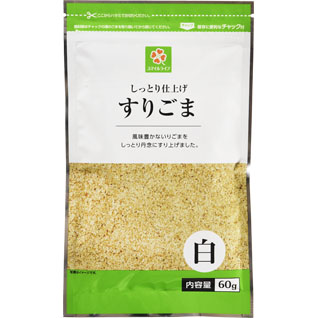 スマイルライフ
しっとり仕上げ
すりごま
風味豊かないりごまを
しっとり丹念にすり上げました。
白
内容量 60g